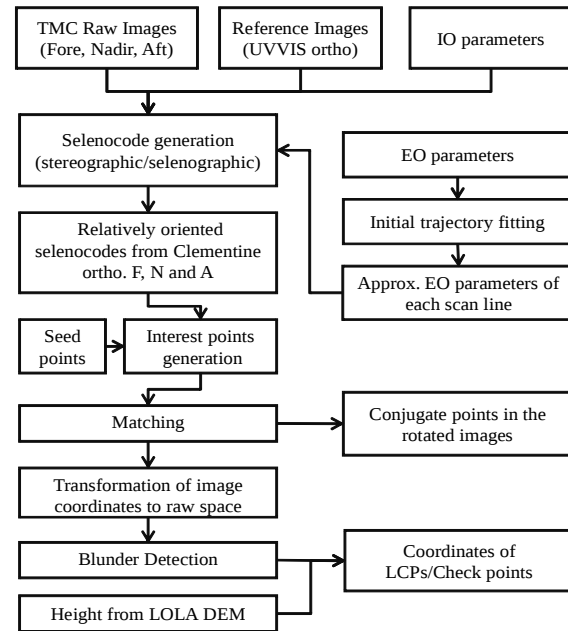 TMC Raw Images
(Fore, Nadir, Aft)
Reference Images
(UVVIS ortho)
IO parameters
Selenocode generation
(stereographic/selenographic)
EO parameters
Initial trajectory fitting
Relatively oriented
selenocodes from Clementine
ortho. F, N and A
Approx. EO parameters of
each scan line
Seed
points
Interest points
generation
Matching
Conjugate points in the
rotated images
Transformation of image
coordinates to raw space
Blunder Detection
Coordinates of
LCPs/Check points
Height from LOLA DEM